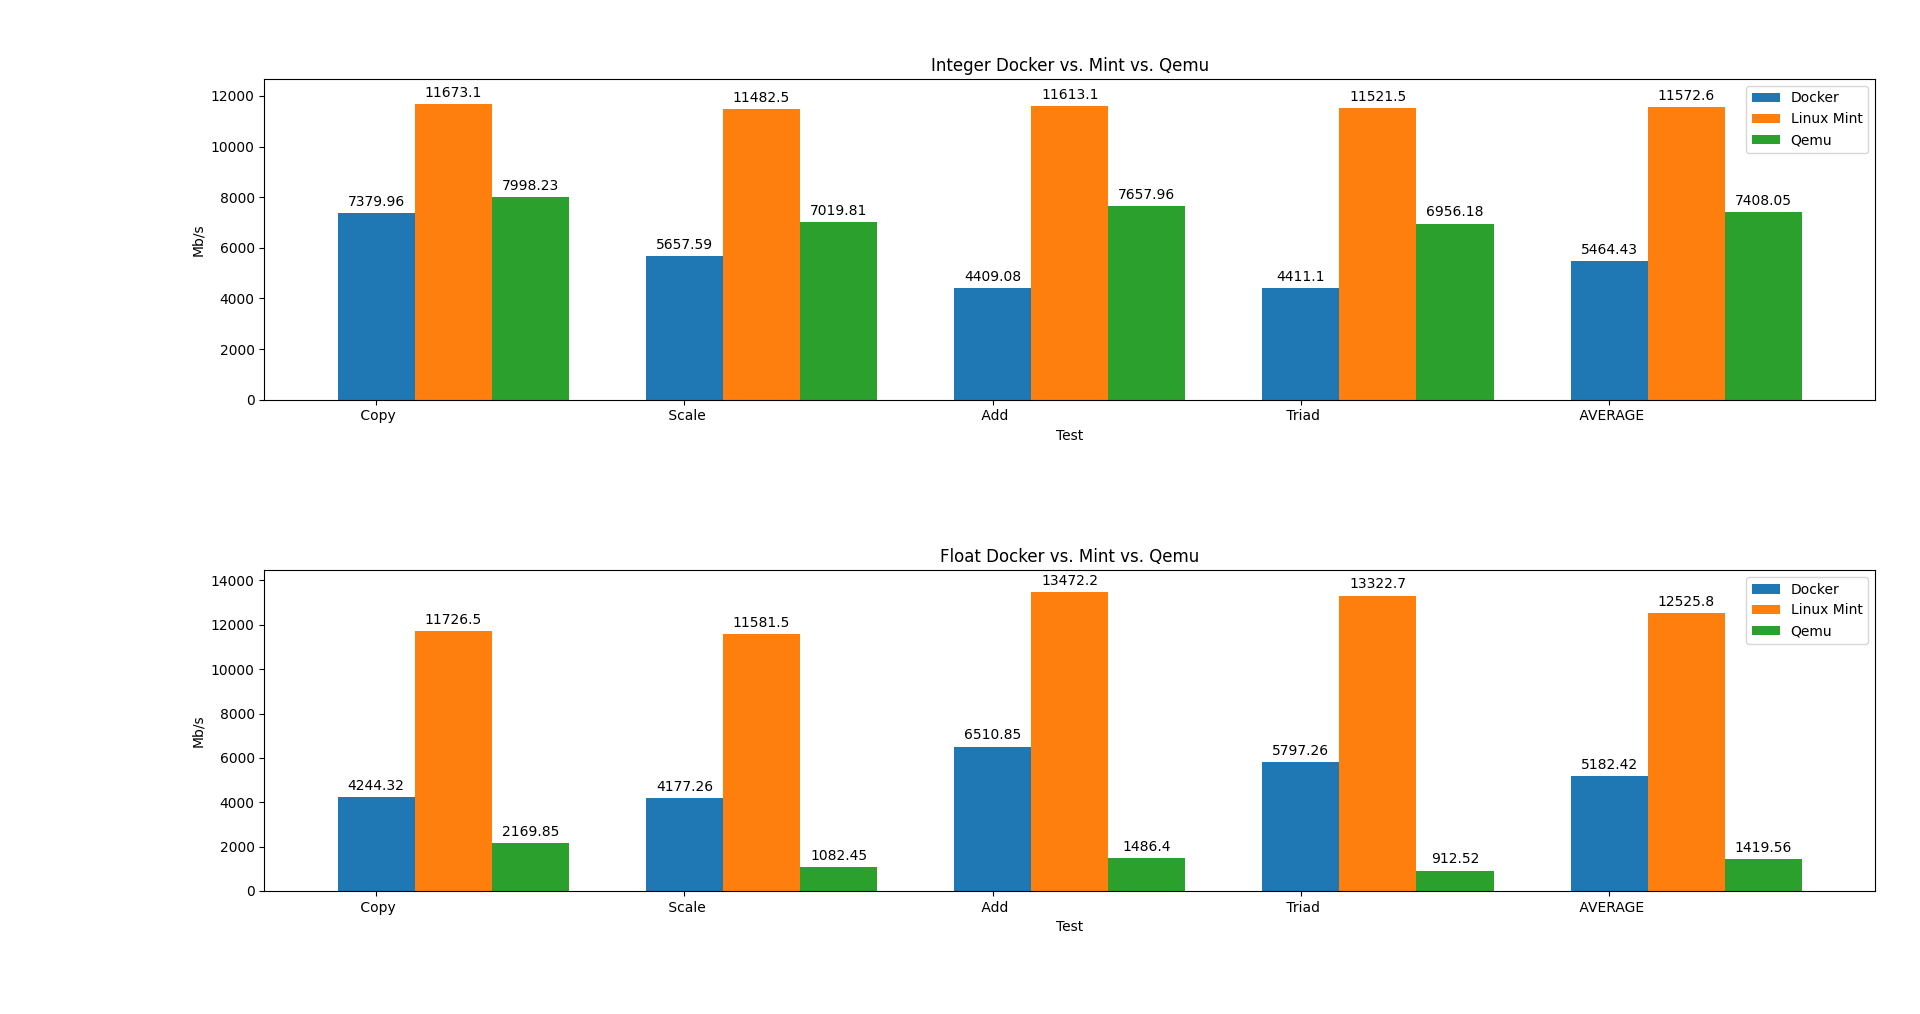 Integer Docker vs. Mint vs. Qemu
12000
10000
8000
6000
4000
2000
0
Mb/s
7379.96
11673.1
7998.23
5657.59
11482.5
7019.81
4409.08
11613.1
7657.96
4411.1
11521.5
6956.18
5464.43
11572.6
7408.05
Docker
Linux Mint
Qemu
Copy
Scale
Add
Triad
AVERAGE
Test
Float Docker vs. Mint vs. Qemu
14000
12000
10000
8000
6000
4000
2000
0
Mb/s
4244.32
11726.5
2169.85
4177.26
11581.5
1082.45
6510.85
13472.2
1486.4
5797.26
13322.7
912.52
5182.42
12525.8
1419.56
Docker
Linux Mint
Qemu
Copy
Scale
Add
Triad
AVERAGE
Test